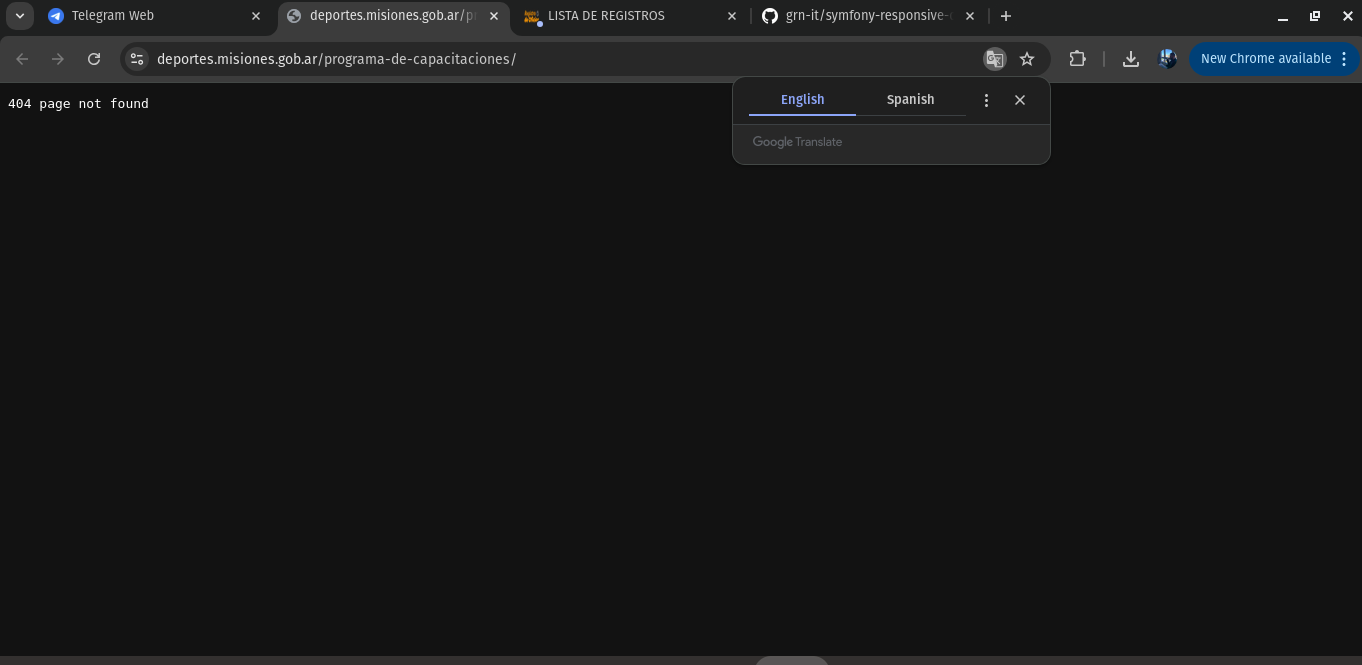 Telegram Web
deportes.misiones.gob.ar/pr
LISTA DE REGISTROS
grn-it/symfony-responsive-
deportes.misiones.gob.ar/programa-de-capacitaciones/
New Chrome available
404 page not found
English
Spanish
Google Translate